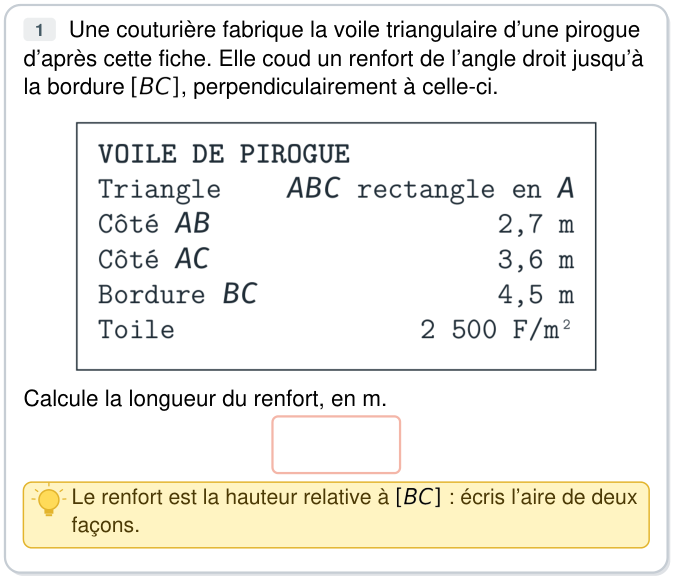 1 Une couturière fabrique la voile triangulaire d'une pirogue
d'après cette fiche. Elle coud un renfort de l'angle droit jusqu'à
la bordure [BC], perpendiculairement à celle-ci.
VOILE DE PIROGUE
Triangle ABC rectangle en A
Côté AB 2,7 m
Côté AC 3,6 m
Bordure BC 4,5 m
Toile 2 500 F/m²
Calcule la longueur du renfort, en m.
Le renfort est la hauteur relative à [BC] : écris l'aire de deux
façons.